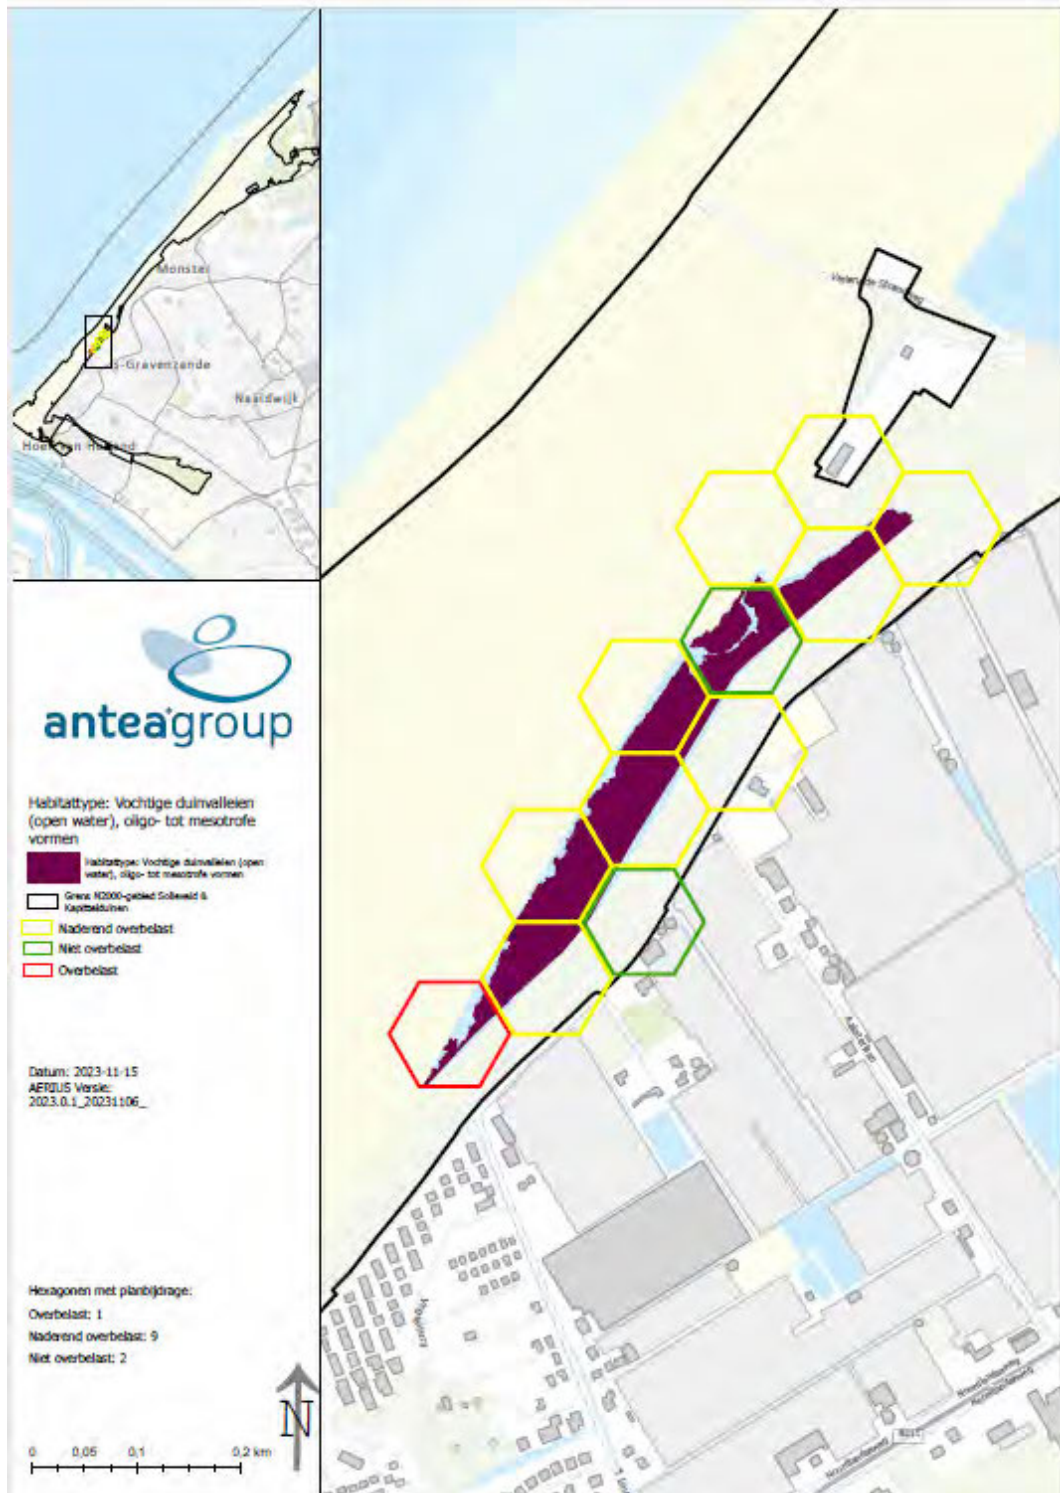 Monster
's-Gravenzande
Naaldwijk
Hoek van Holland
anteagroup
Habitattype: Vochtige duinvalleien
(open water), oligo- tot mesotrofe
vormen
Habitattype: Vochtige duinvalleien (open
water), oligo- tot mesotrofe vormen
Grens N2000-gebied Solleveld &
Kapittelduinen
Naderend overbelast
Niet overbelast
Overbelast
Datum: 2023-11-15
AERIUS Versie:
2023.0.1_20231106_
Hexagonen met planbijdrage:
Overbelast: 1
Naderend overbelast: 9
Niet overbelast: 2
N
0 0,05 0,1 0,2 km